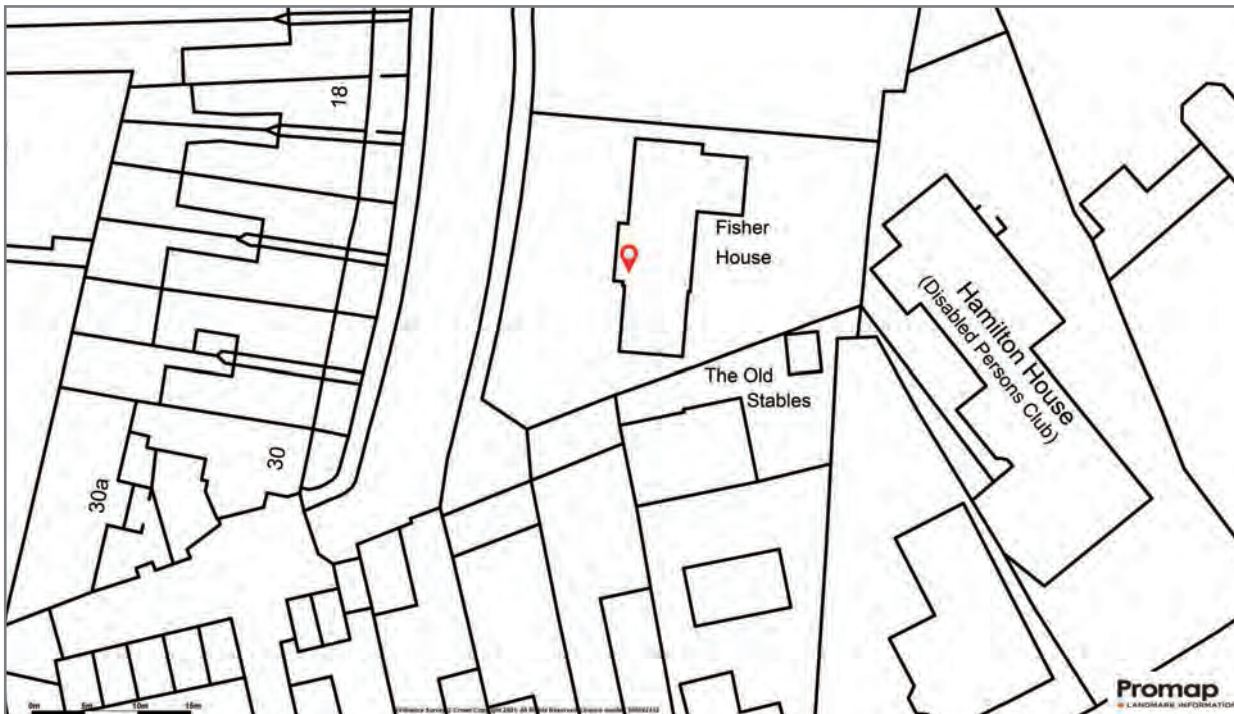 18
Fisher
House
Hamilton House
(Disabled Persons Club)
The Old
Stables
30
30a
0m 5m 10m 15m
Promap
LANDMARK INFORMATION